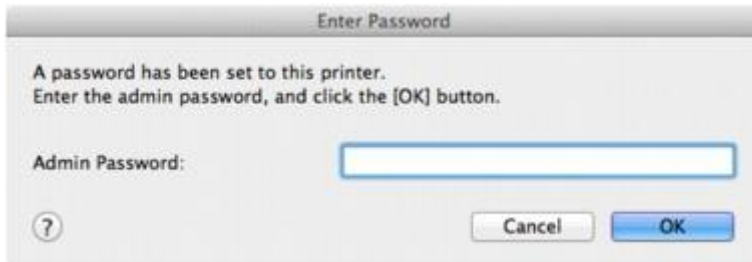 Enter Password
A password has been set to this printer.
Enter the admin password, and click the [OK] button.
Admin Password:
?
Cancel
OK